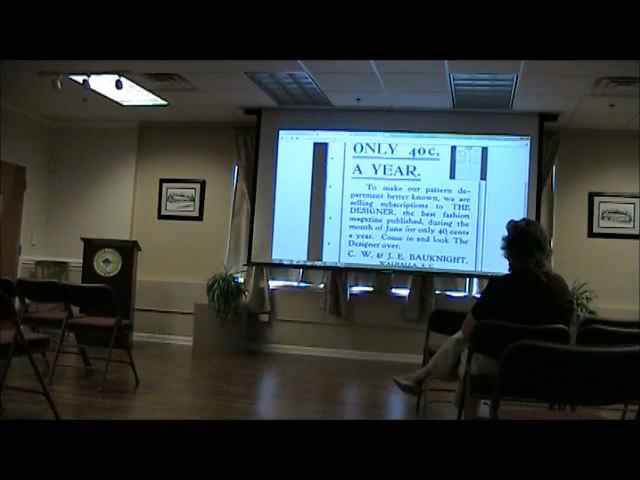 ONLY 40c.
A YEAR.
To make our pattern de-
partment better known, we are
selling subscriptions to THE
DESIGNER, the best fashion
magazine published, during the
month of June for only 40 cents
a year. Come in and look The
Designer over.
C. W. & J. E. BAUKNIGHT,
WALHALLA, S. C.